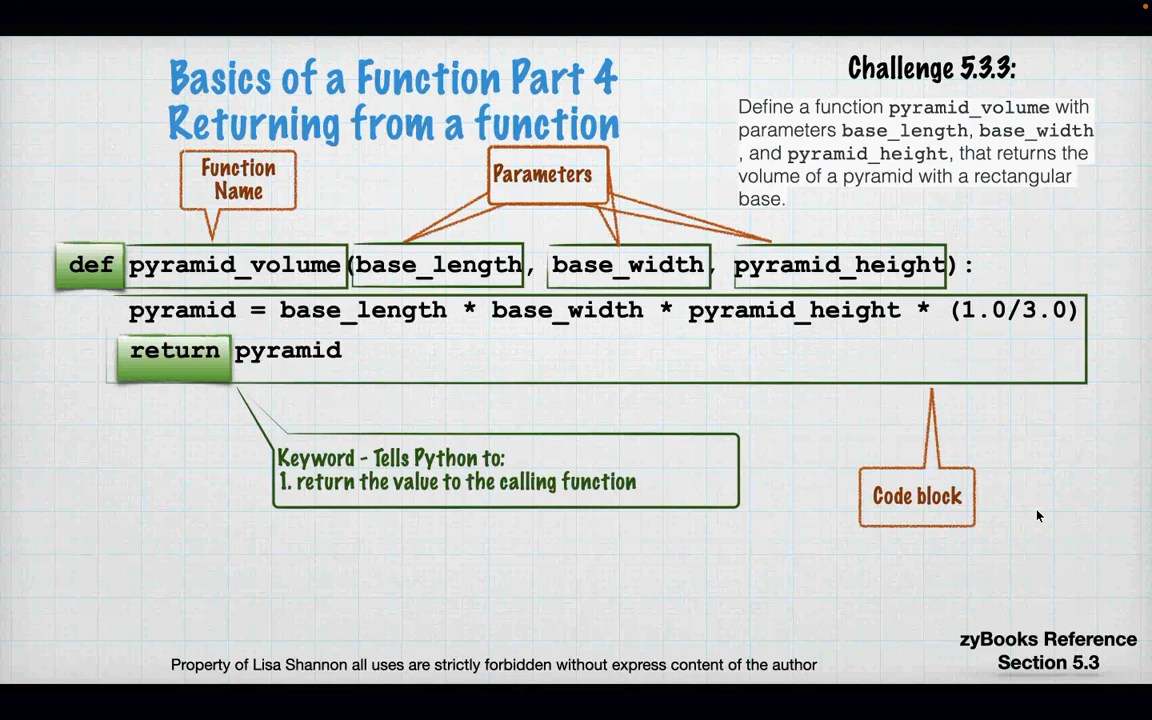 Basics of a Function Part 4
Returning from a function
Challenge 5.3.3:
Define a function pyramid_volume with
parameters base_length, base_width
, and pyramid_height, that returns the
volume of a pyramid with a rectangular
base.
Function
Name
Parameters
def pyramid_volume(base_length, base_width, pyramid_height):
pyramid = base_length * base_width * pyramid_height * (1.0/3.0)
return pyramid
Keyword - Tells Python to:
1. return the value to the calling function
Code block
zyBooks Reference
Section 5.3
Property of Lisa Shannon all uses are strictly forbidden without express content of the author